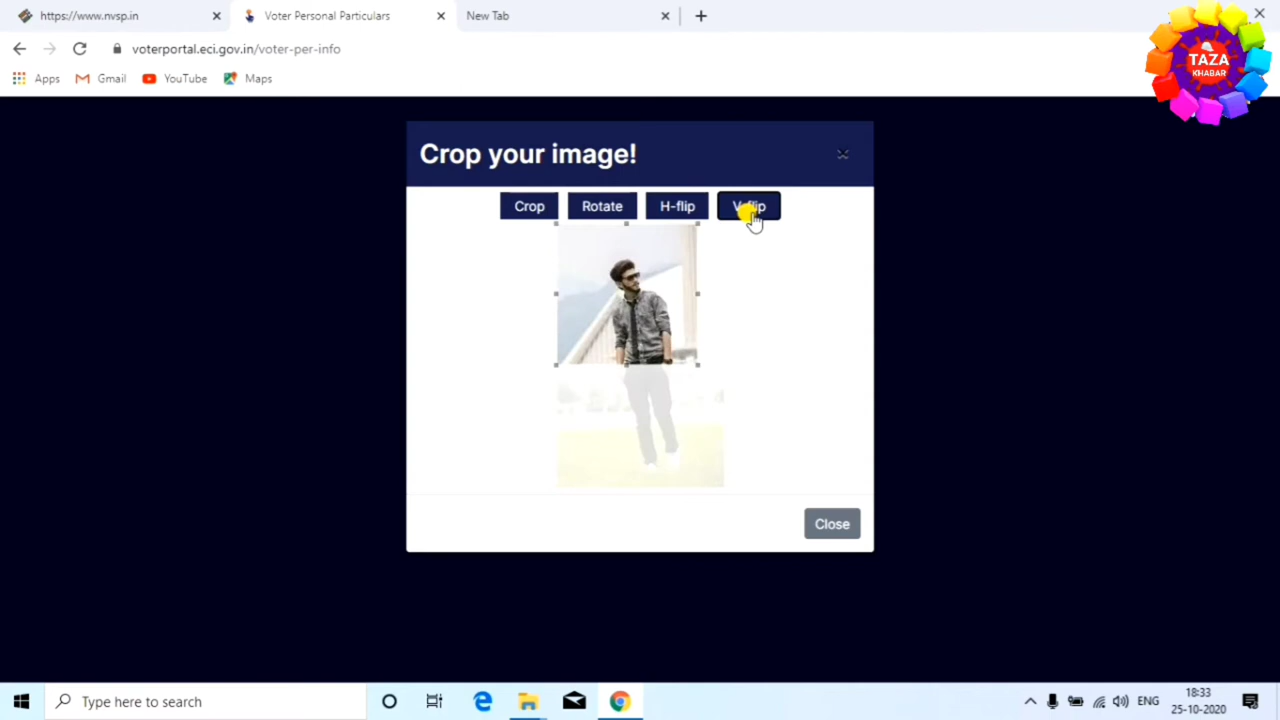 https://www.nvsp.in
Voter Personal Particulars
New Tab
voterportal.eci.gov.in/voter-per-info
Apps
Gmail
YouTube
Maps
TAZA
KHABAR
Crop your image!
Crop
Rotate
H-flip
V-flip
Close
Type here to search
ENG
18:33
25-10-2020